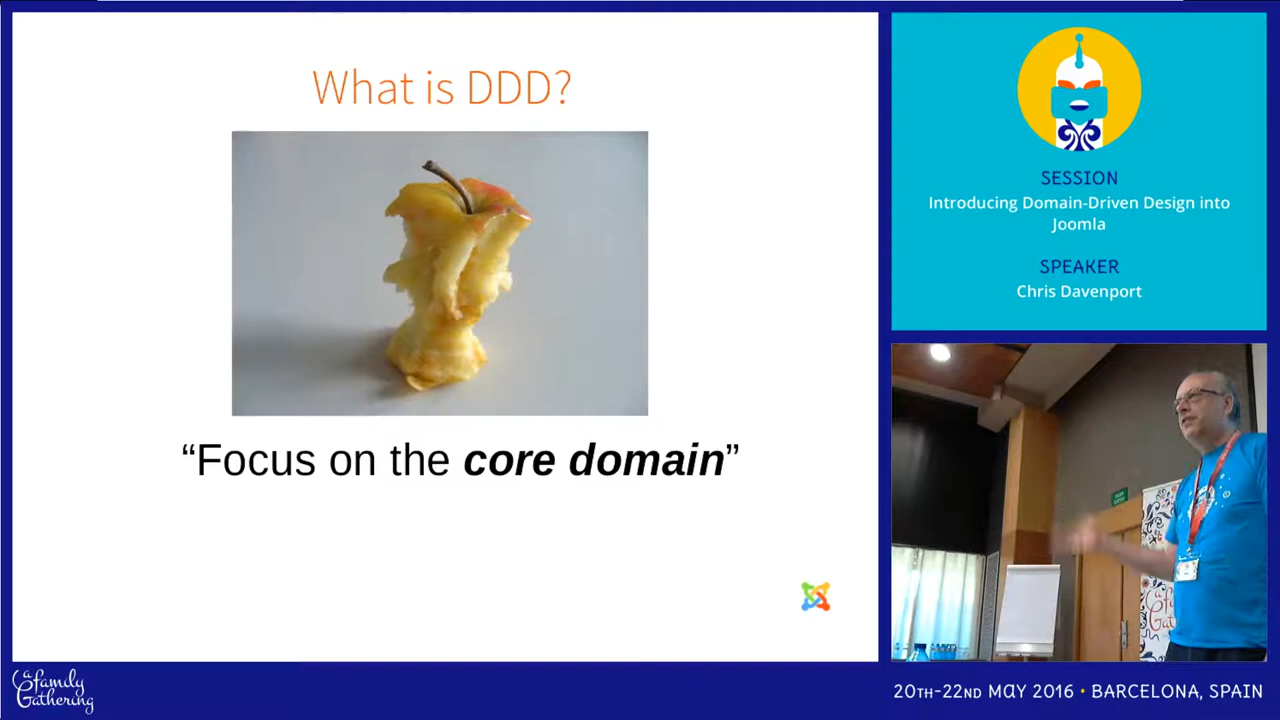 What is DDD?
“Focus on the core domain”
SESSION
Introducing Domain-Driven Design into
Joomla
SPEAKER
Chris Davenport
a family
Gathering
20TH-22ND MAY 2016 • BARCELONA, SPAIN